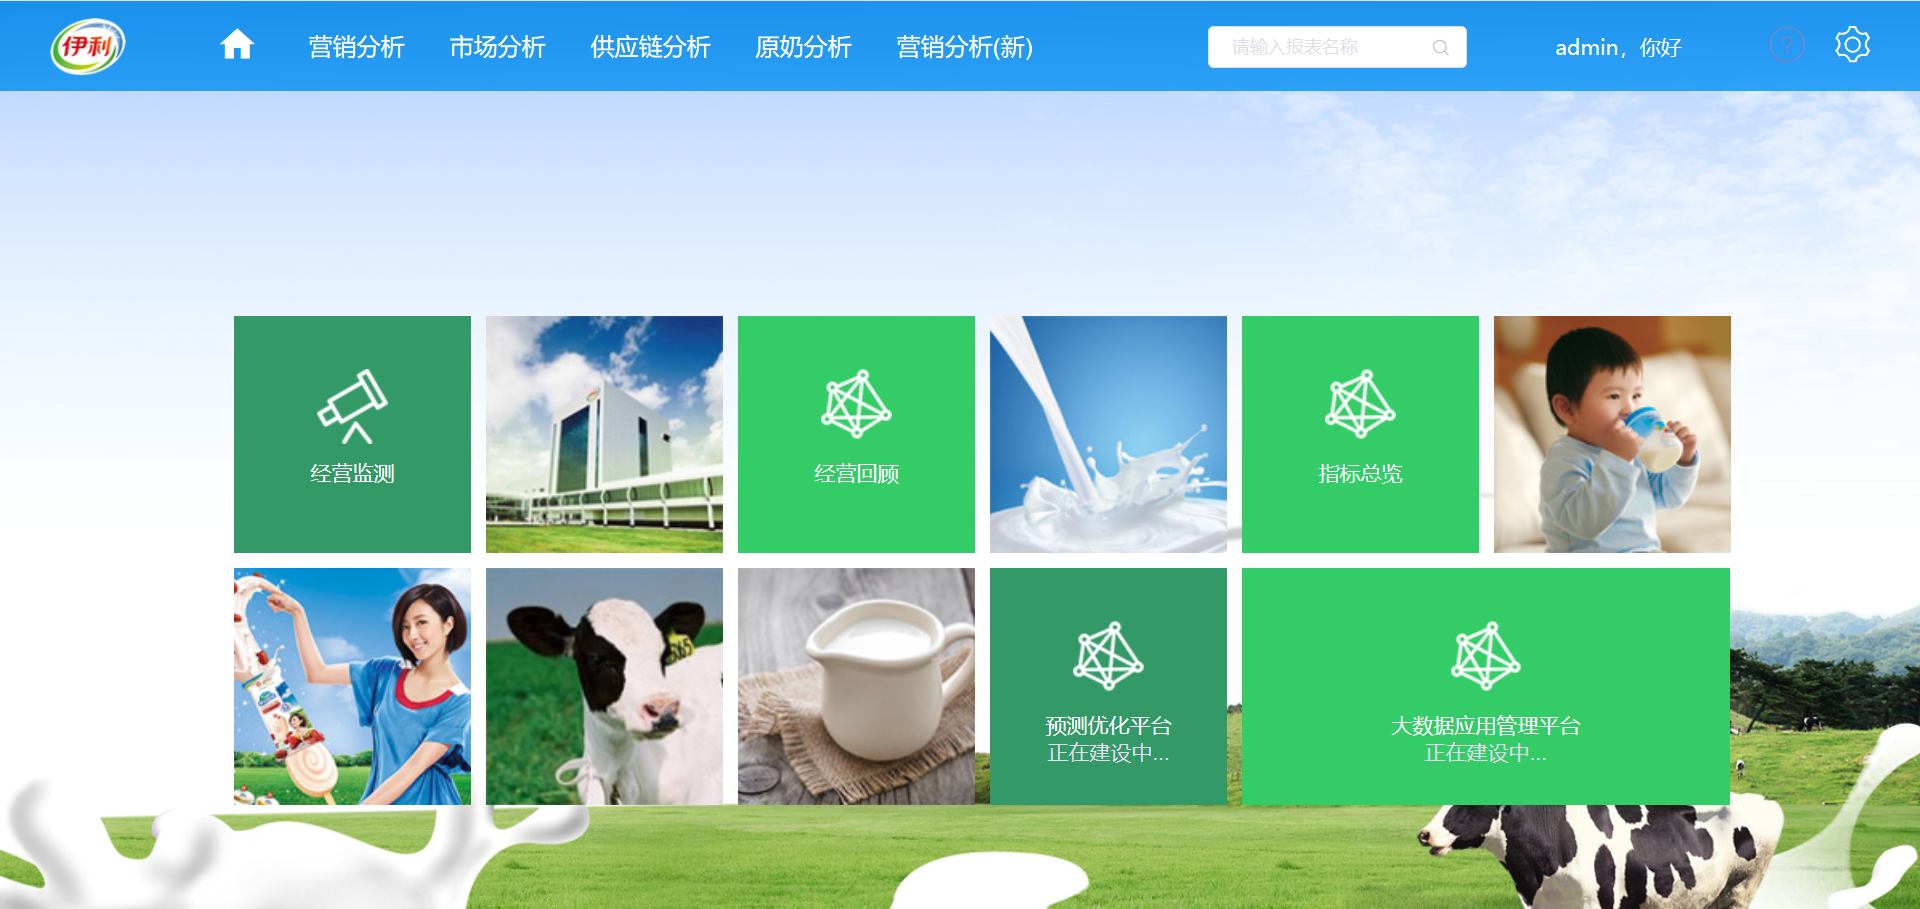 伊利
营销分析
市场分析
供应链分析
原奶分析
营销分析(新)
请输入报表名称
admin，你好
?
经营监测
经营回顾
指标总览
5865
预测优化平台
正在建设中...
大数据应用管理平台
正在建设中...